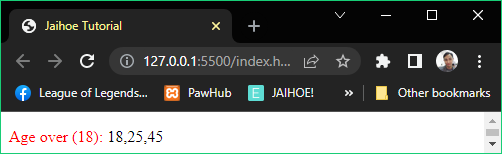 Jaihoe Tutorial
127.0.0.1:5500/index.h...
League of Legends... PawHub E JAIHOE! » Other bookmarks
Age over (18): 18,25,45